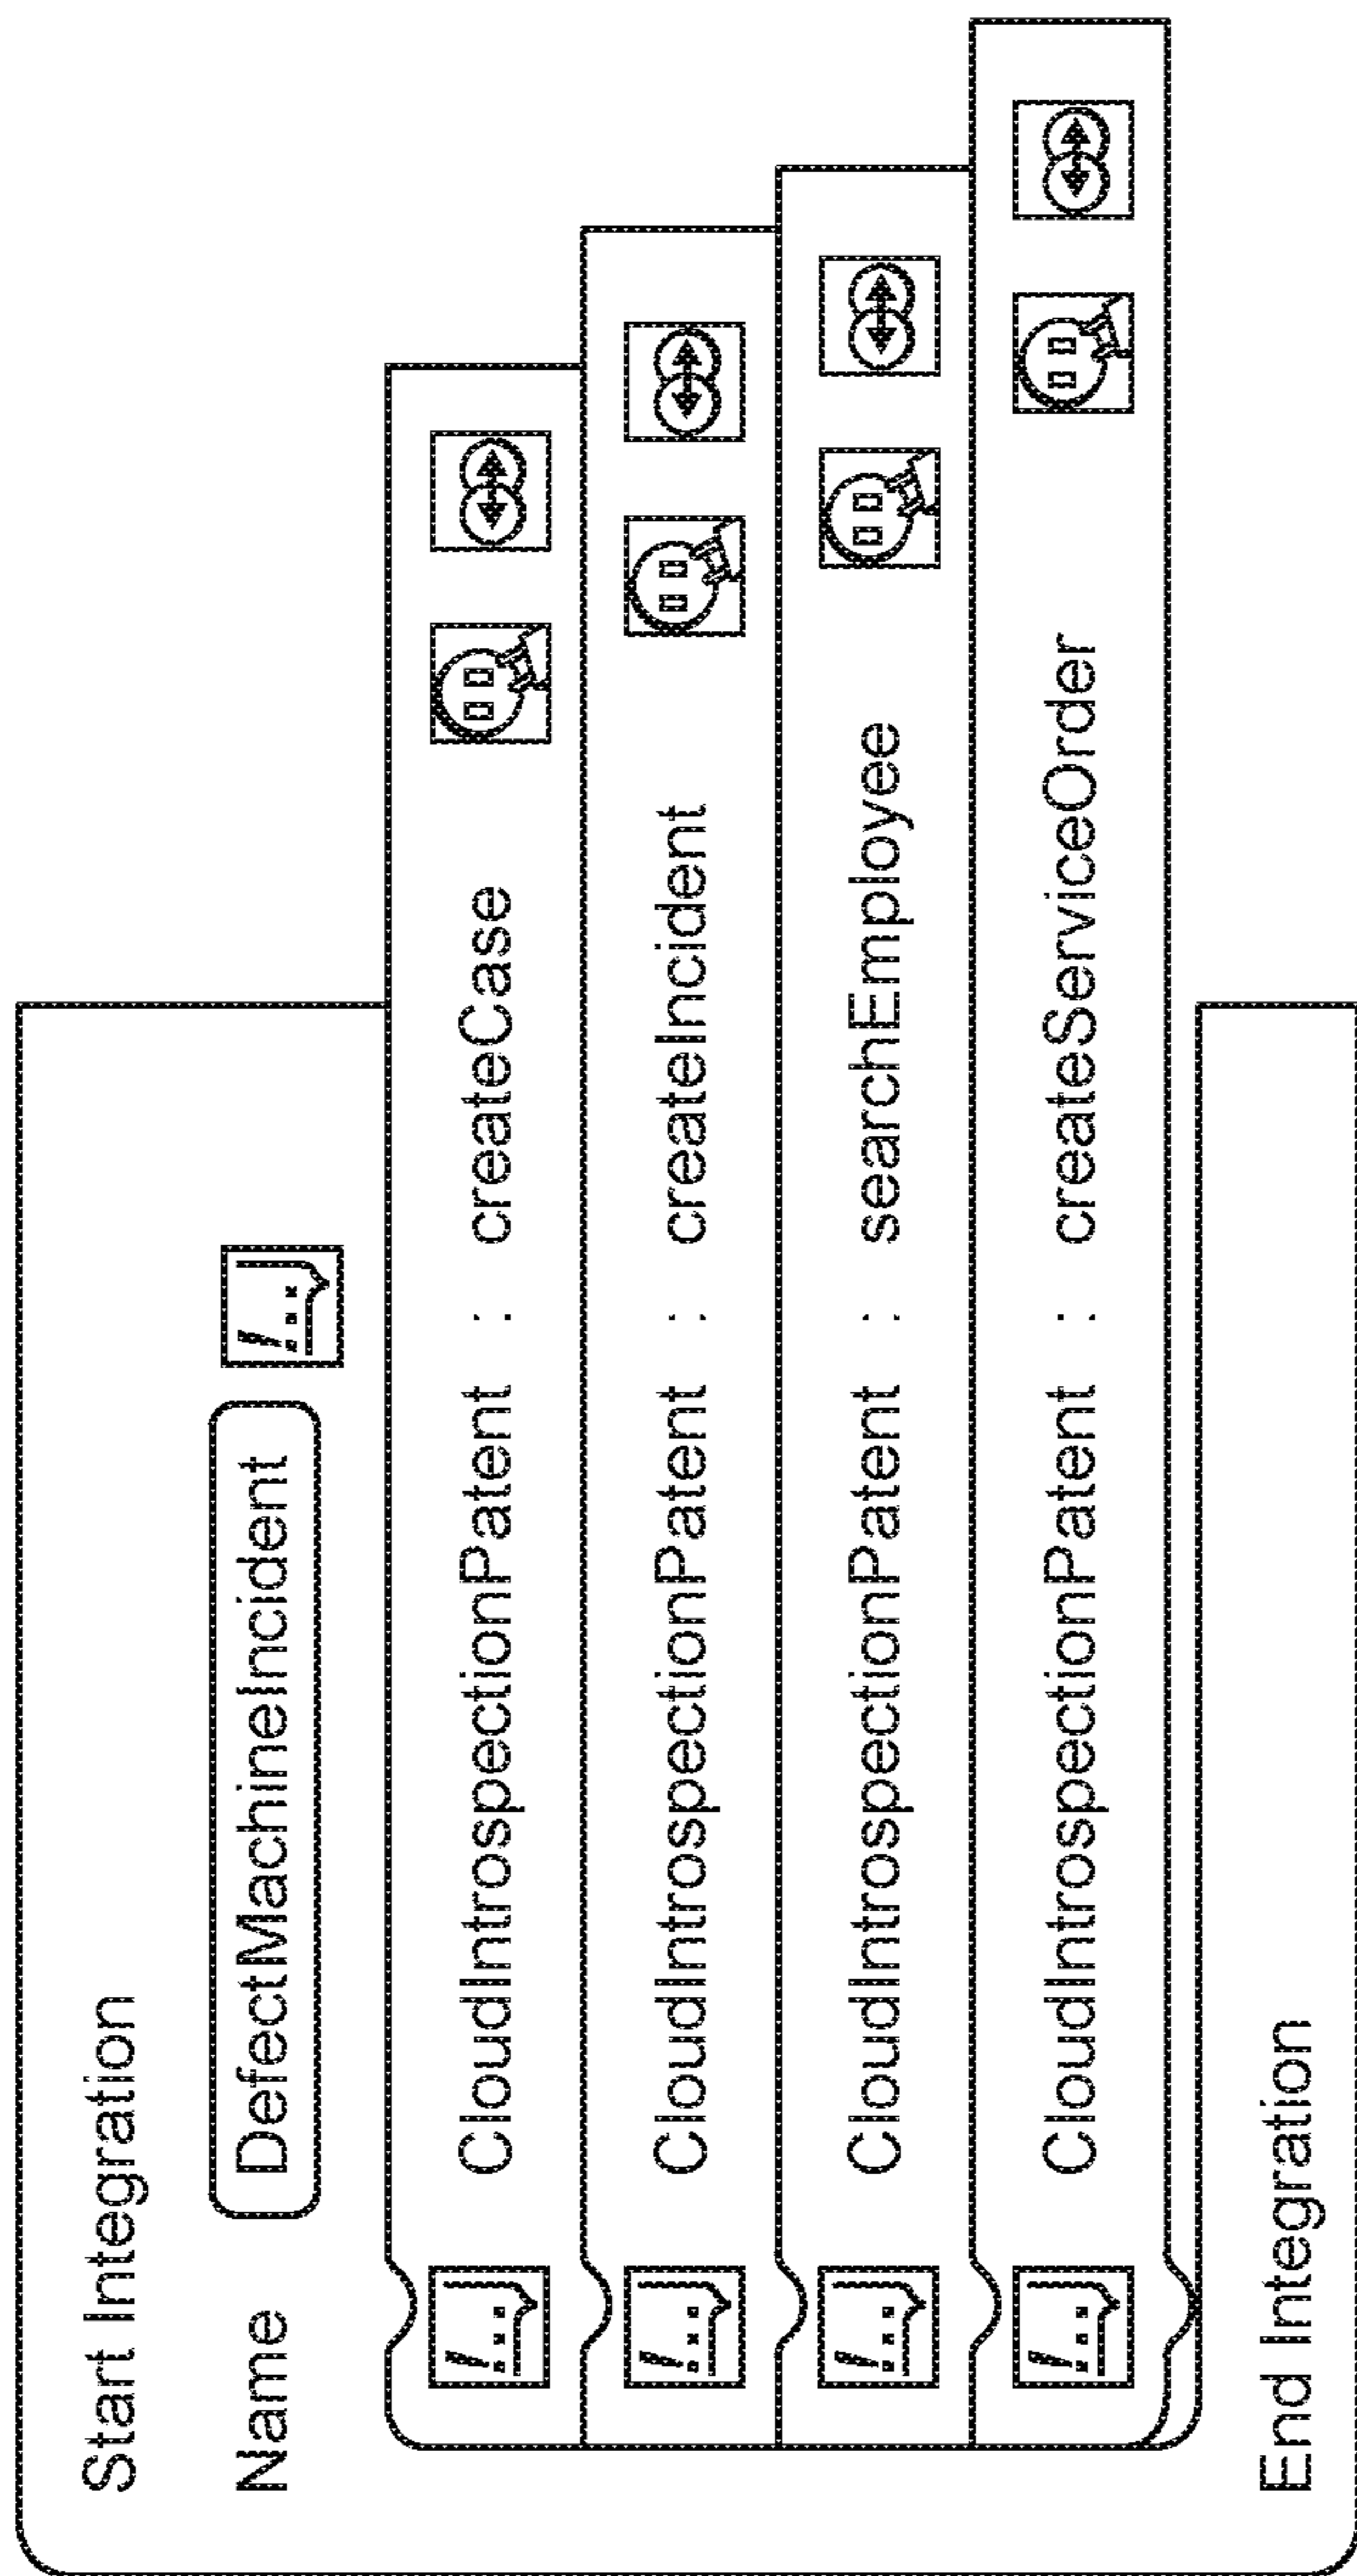 Start Integration
Name DefectMachineIncident
CloudIntrospectionPatent : createCase
CloudIntrospectionPatent : createIncident
CloudIntrospectionPatent : searchEmployee
CloudIntrospectionPatent : createServiceOrder
End Integration